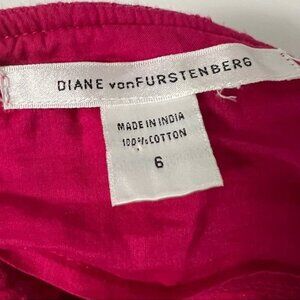 DIANE vonFURSTENBERG
MADE IN INDIA
100% COTTON
6